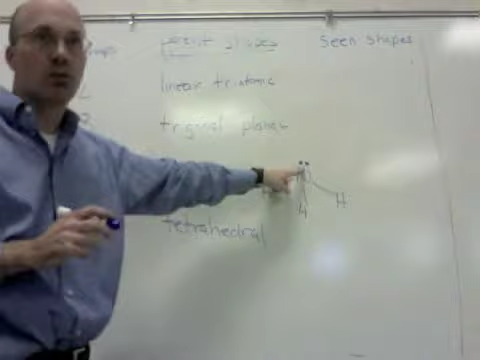 parent shapes seen shapes
linear triatomic
trigonal planar
H
H
tetrahedral